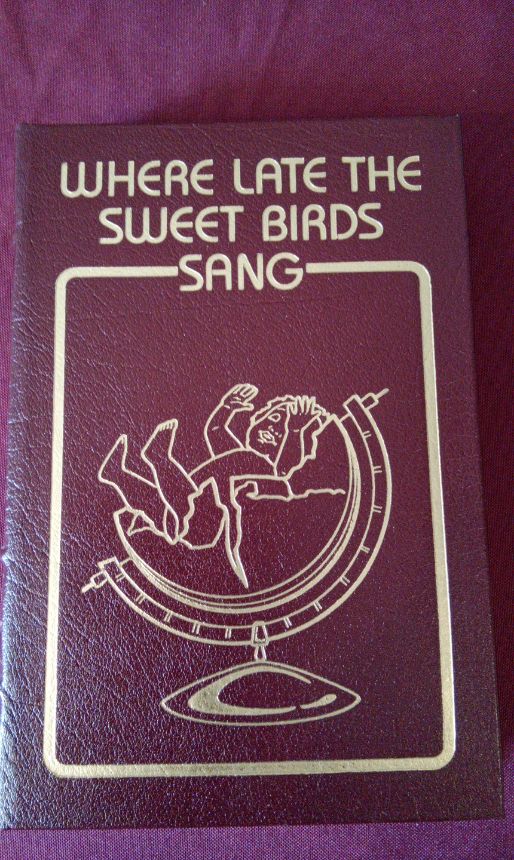 WHERE LATE THE
SWEET BIRDS
SANG